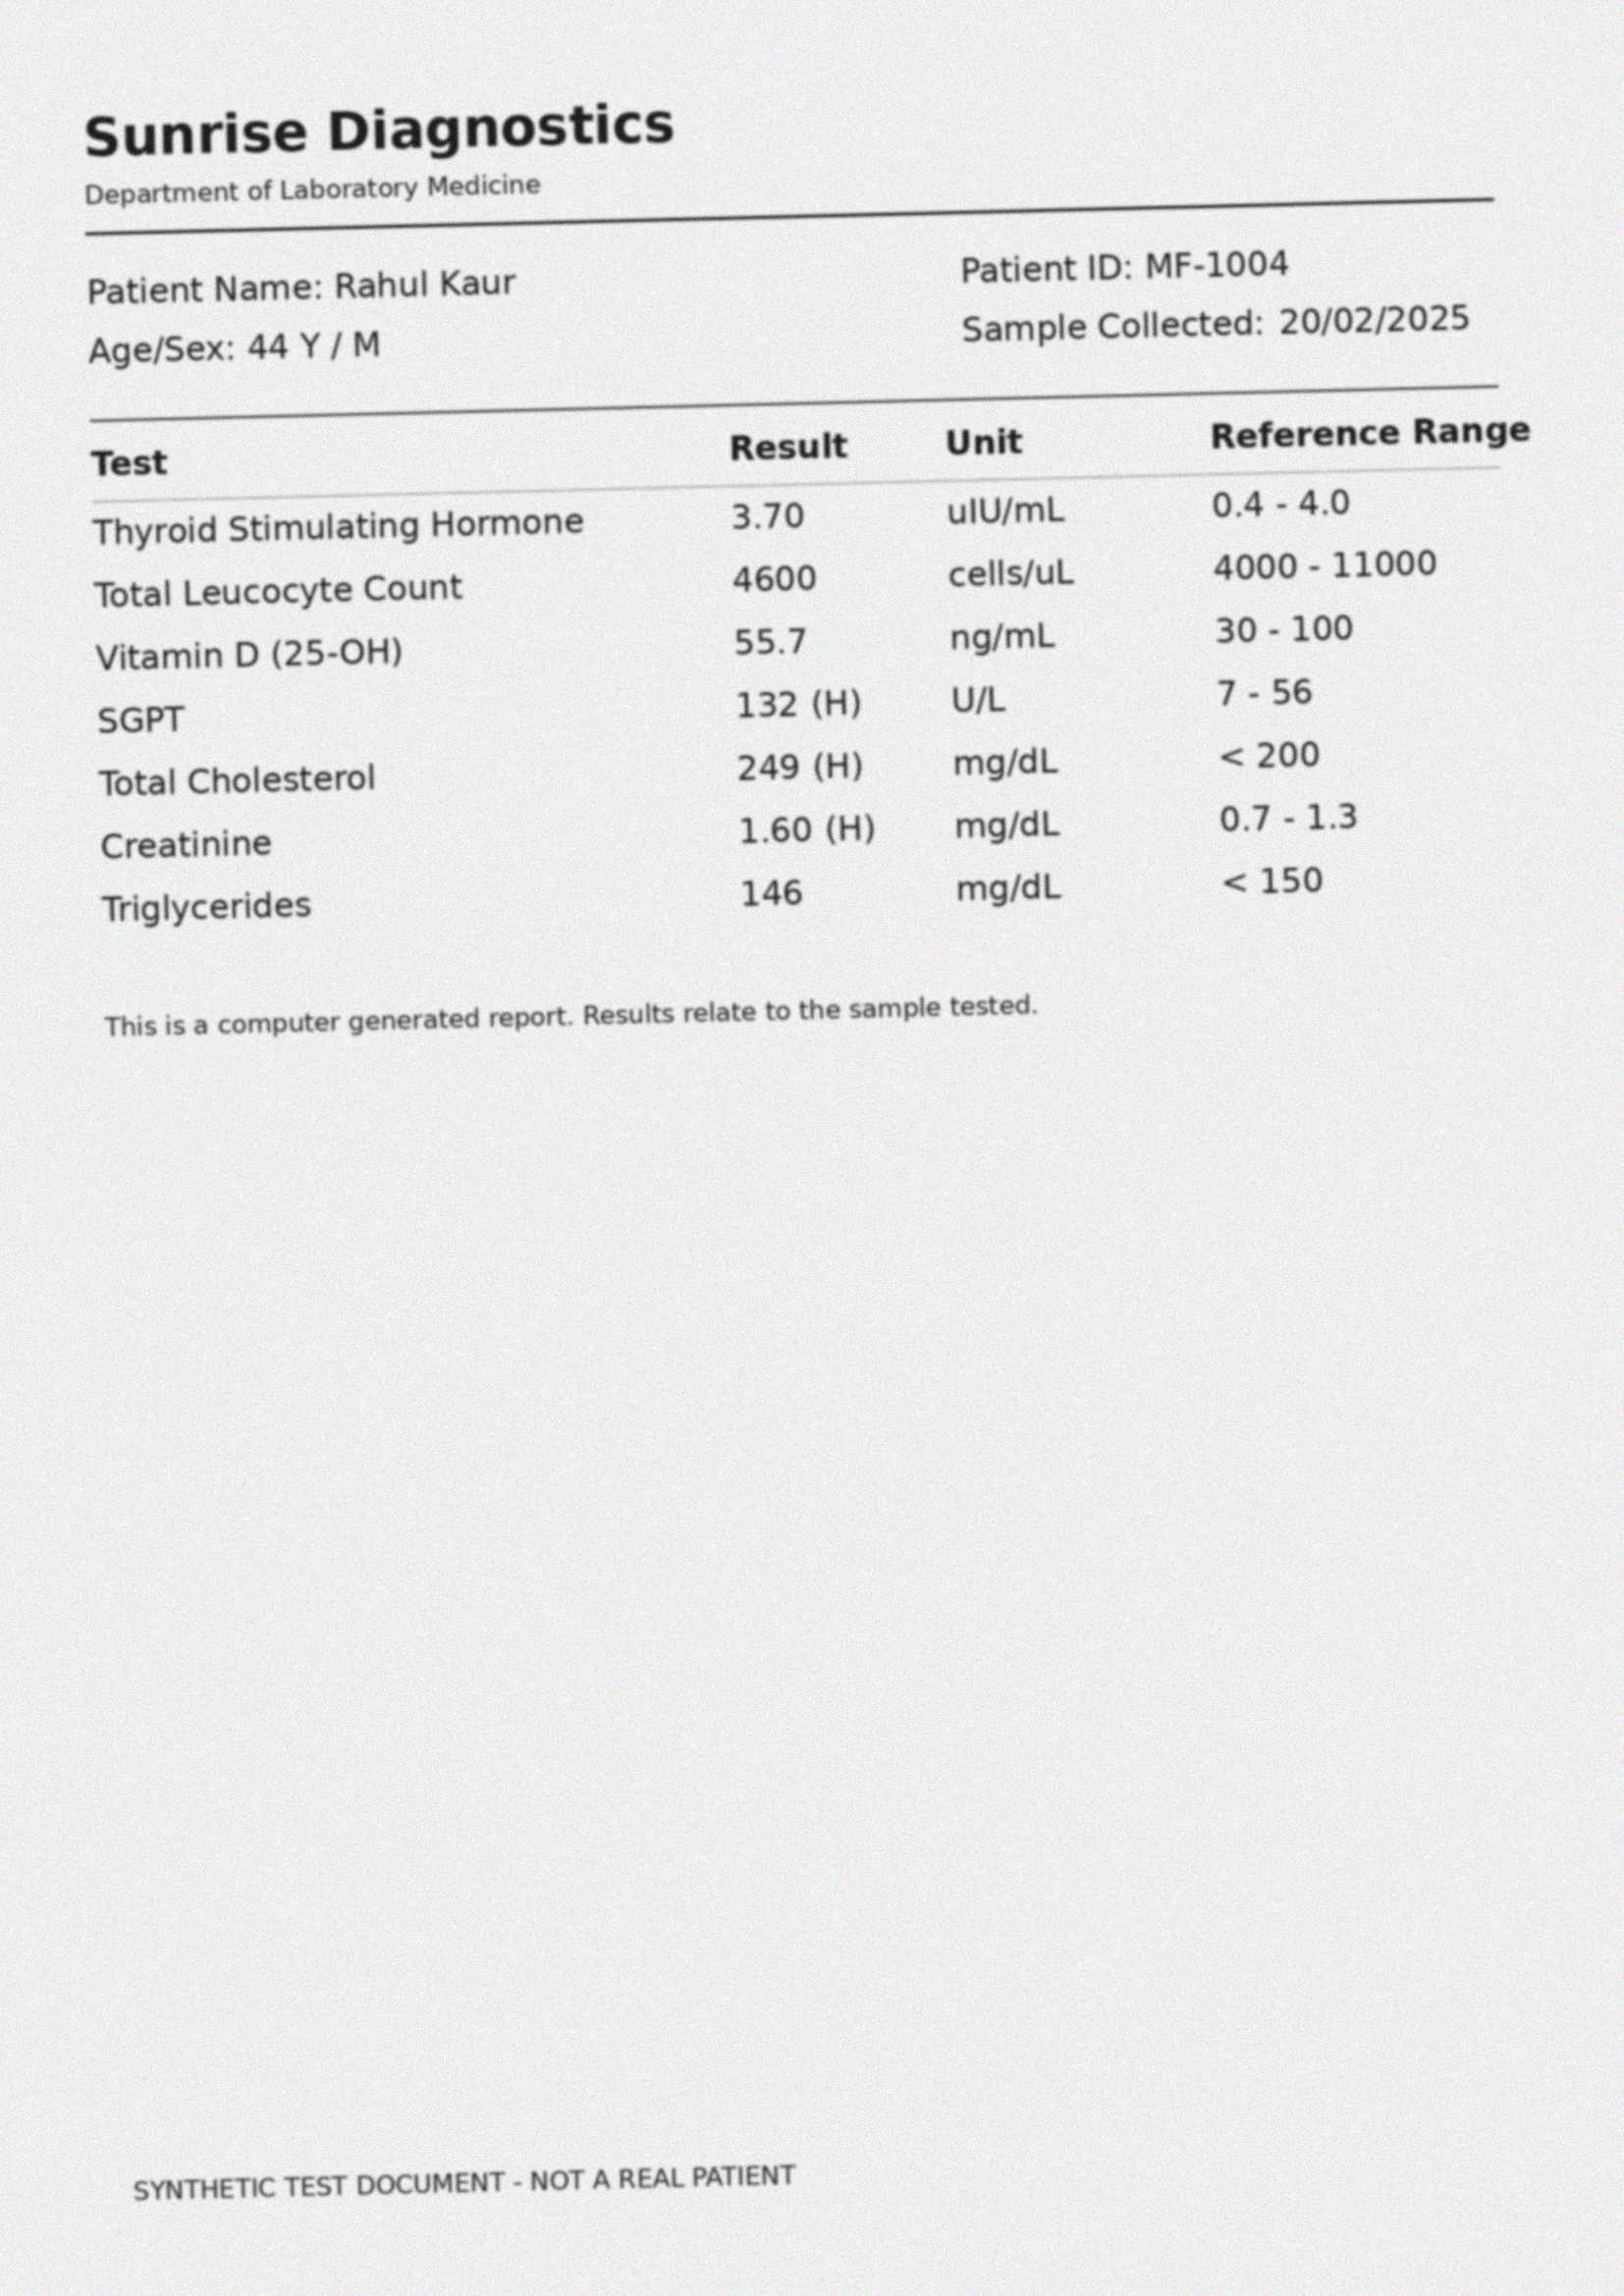 Sunrise Diagnostics
Department of Laboratory Medicine
Patient Name: Rahul Kaur Patient ID: MF-1004
Age/Sex: 44 Y / M Sample Collected: 20/02/2025
Test Result Unit Reference Range
Thyroid Stimulating Hormone 3.70 uIU/mL 0.4 - 4.0
Total Leucocyte Count 4600 cells/uL 4000 - 11000
Vitamin D (25-OH) 55.7 ng/mL 30 - 100
SGPT 132 (H) U/L 7 - 56
Total Cholesterol 249 (H) mg/dL < 200
Creatinine 1.60 (H) mg/dL 0.7 - 1.3
Triglycerides 146 mg/dL < 150
This is a computer generated report. Results relate to the sample tested.
SYNTHETIC TEST DOCUMENT - NOT A REAL PATIENT